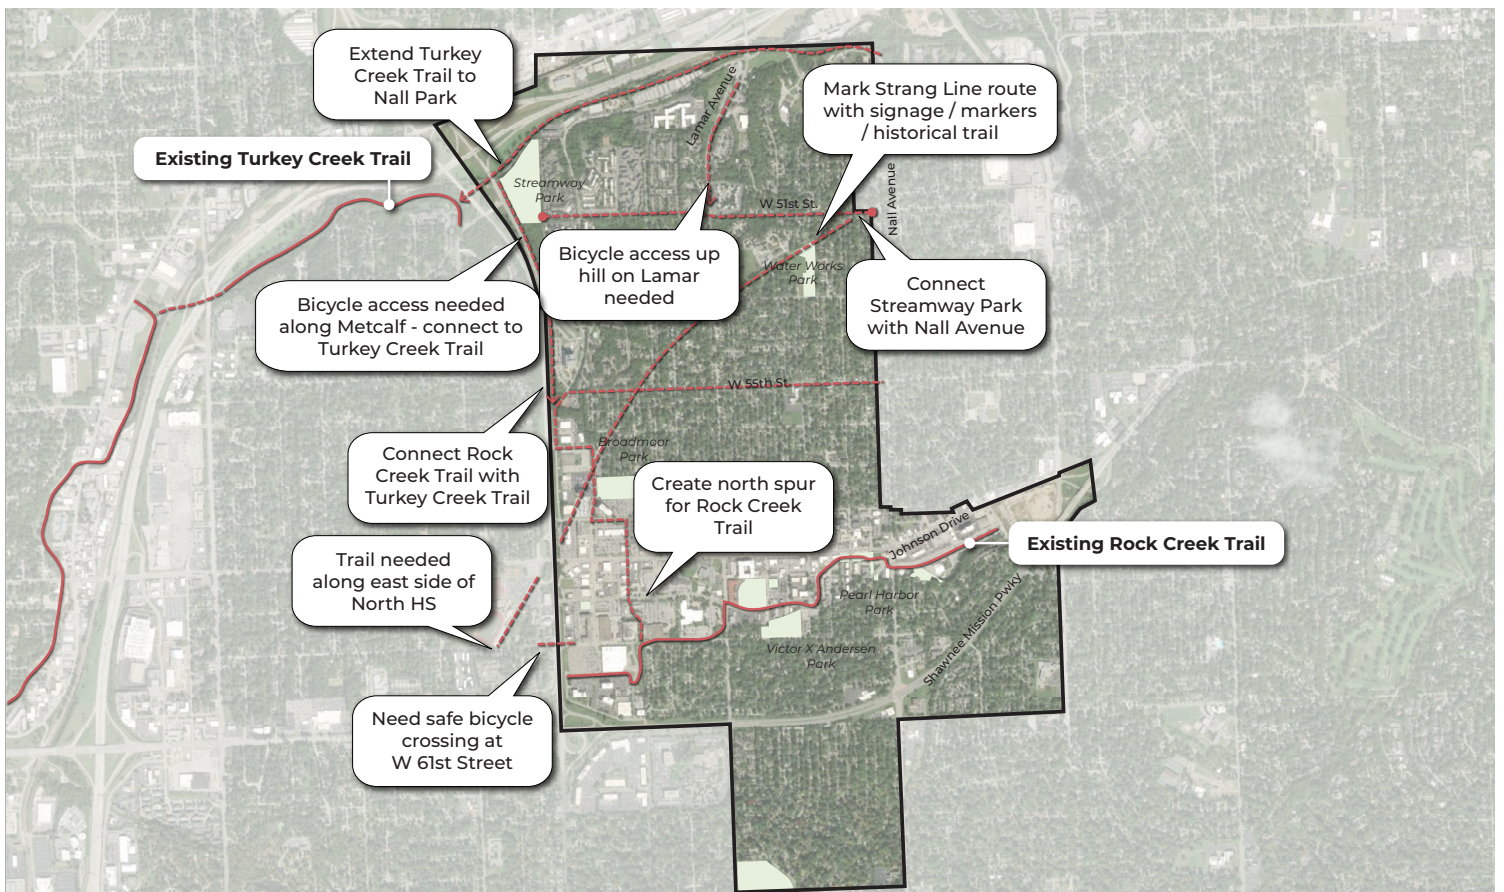 Extend Turkey
Creek Trail to
Nall Park
Mark Strang Line route
with signage / markers
/ historical trail
Lamar Avenue
Existing Turkey Creek Trail
Streamway
Park
W 51st St.
Nall Avenue
Bicycle access up
hill on Lamar
needed
Water Works
Park
Connect
Streamway Park
with Nall Avenue
Bicycle access needed
along Metcalf - connect to
Turkey Creek Trail
W 55th St.
Connect Rock
Creek Trail with
Turkey Creek Trail
Broadmoor
Park
Create north spur
for Rock Creek
Trail
Johnson Drive
Existing Rock Creek Trail
Trail needed
along east side of
North HS
Pearl Harbor
Park
Shawnee Mission Pwky
Victor X Andersen
Park
Need safe bicycle
crossing at
W 61st Street